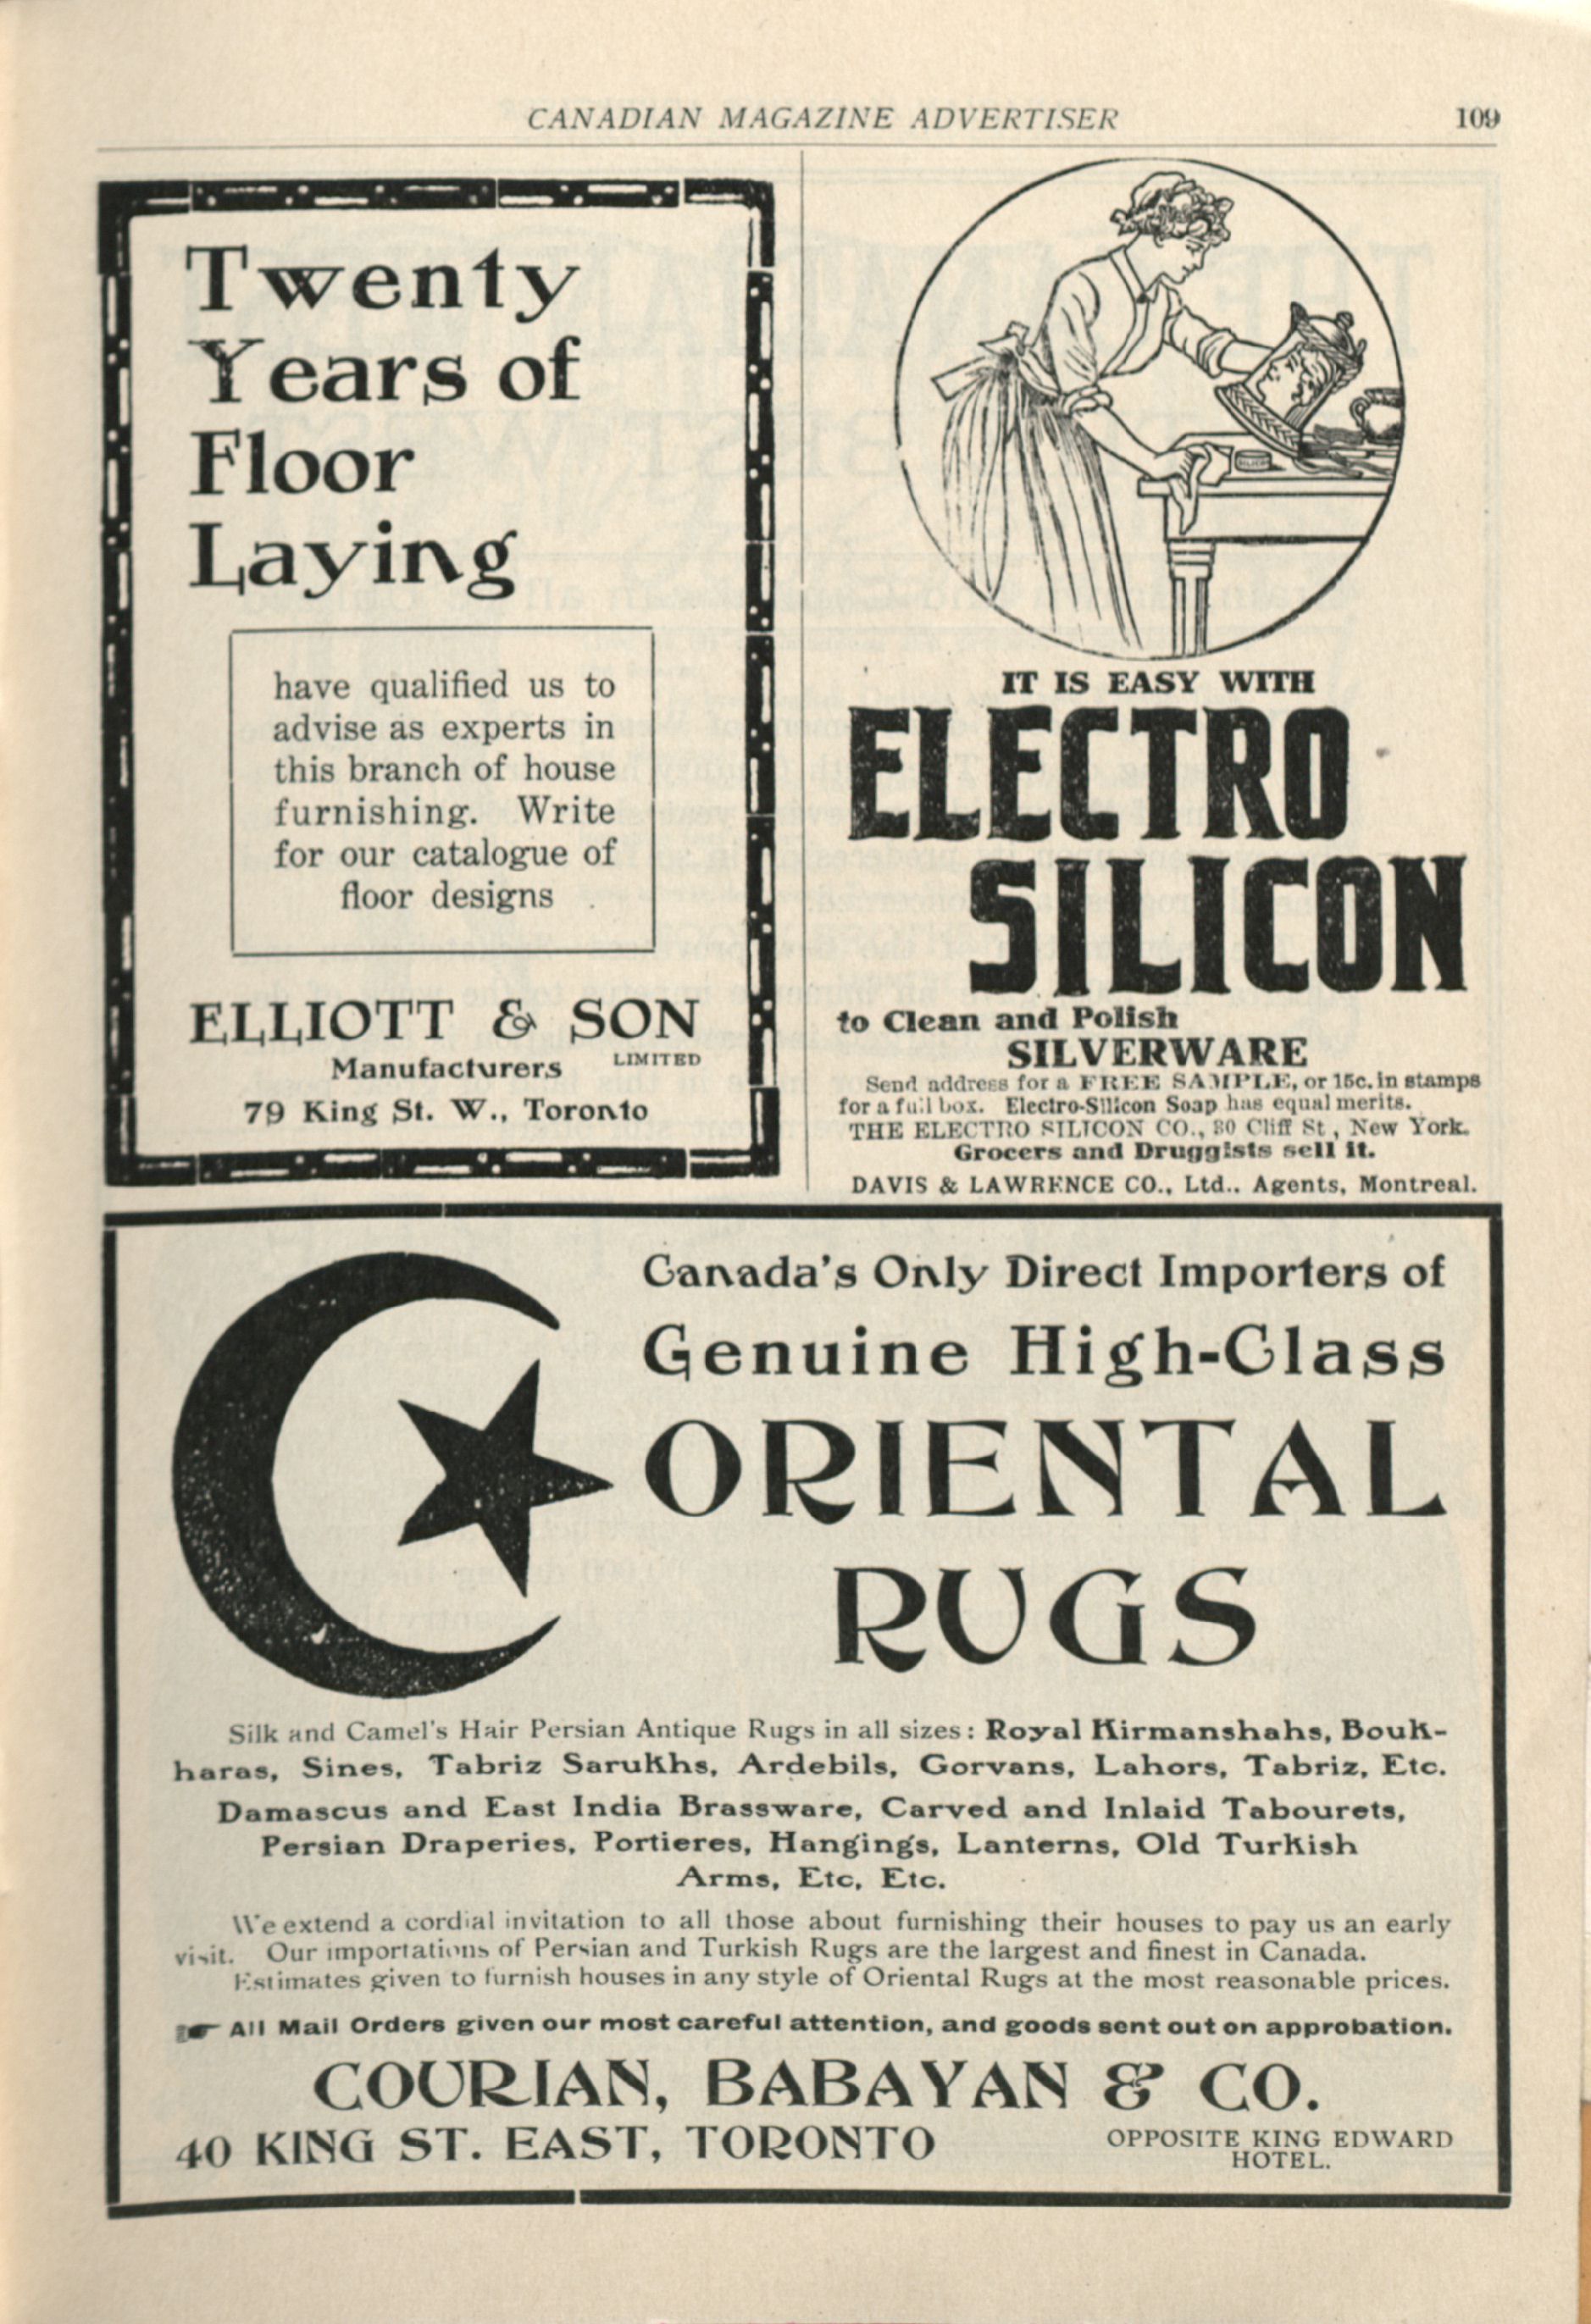 CANADIAN MAGAZINE ADVERTISER 109
Twenty
Years of
Floor
Laying
have qualified us to
advise as experts in
this branch of house
furnishing. Write
for our catalogue of
floor designs
ELLIOTT & SON
LIMITED
Manufacturers
79 King St. W., Toronto
IT IS EASY WITH
ELECTRO
SILICON
to Clean and Polish
SILVERWARE
Send address for a FREE SAMPLE, or 15c. in stamps
for a full box. Electro-Silicon Soap has equal merits.
THE ELECTRO SILICON CO., 30 Cliff St., New York.
Grocers and Druggists sell it.
DAVIS & LAWRENCE CO., Ltd., Agents, Montreal.
Canada's Only Direct Importers of
Genuine High-Class
ORIENTAL
RUGS
Silk and Camel's Hair Persian Antique Rugs in all sizes: Royal Kirmanshahs, Bouk-
haras, Sines, Tabriz Sarukhs, Ardebils, Gorvans, Lahors, Tabriz, Etc.
Damascus and East India Brassware, Carved and Inlaid Tabourets,
Persian Draperies, Portieres, Hangings, Lanterns, Old Turkish
Arms, Etc, Etc.
We extend a cordial invitation to all those about furnishing their houses to pay us an early
visit. Our importations of Persian and Turkish Rugs are the largest and finest in Canada.
Estimates given to furnish houses in any style of Oriental Rugs at the most reasonable prices.
All Mail Orders given our most careful attention, and goods sent out on approbation.
COURIAN, BABAYAN & CO.
40 KING ST. EAST, TORONTO
OPPOSITE KING EDWARD
HOTEL.